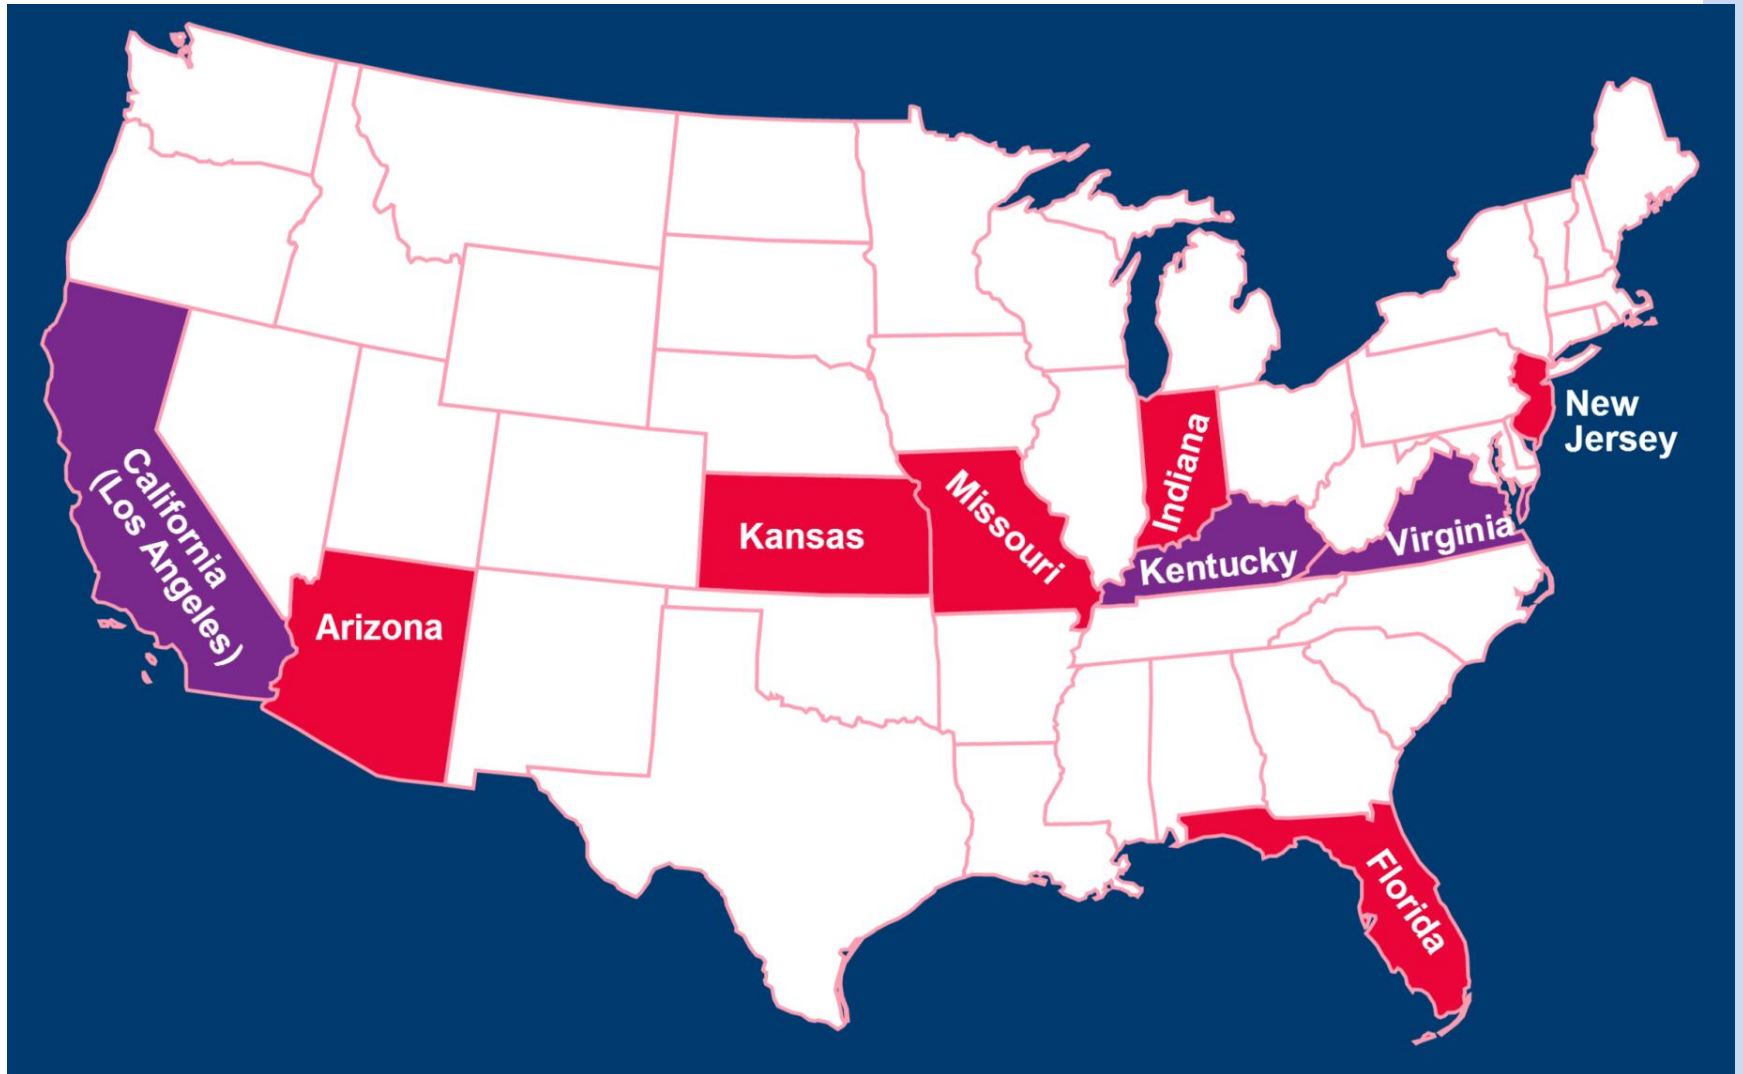 New
Jersey
Indiana
Missouri
Kansas
Virginia
Kentucky
California
(Los Angeles)
Arizona
Florida